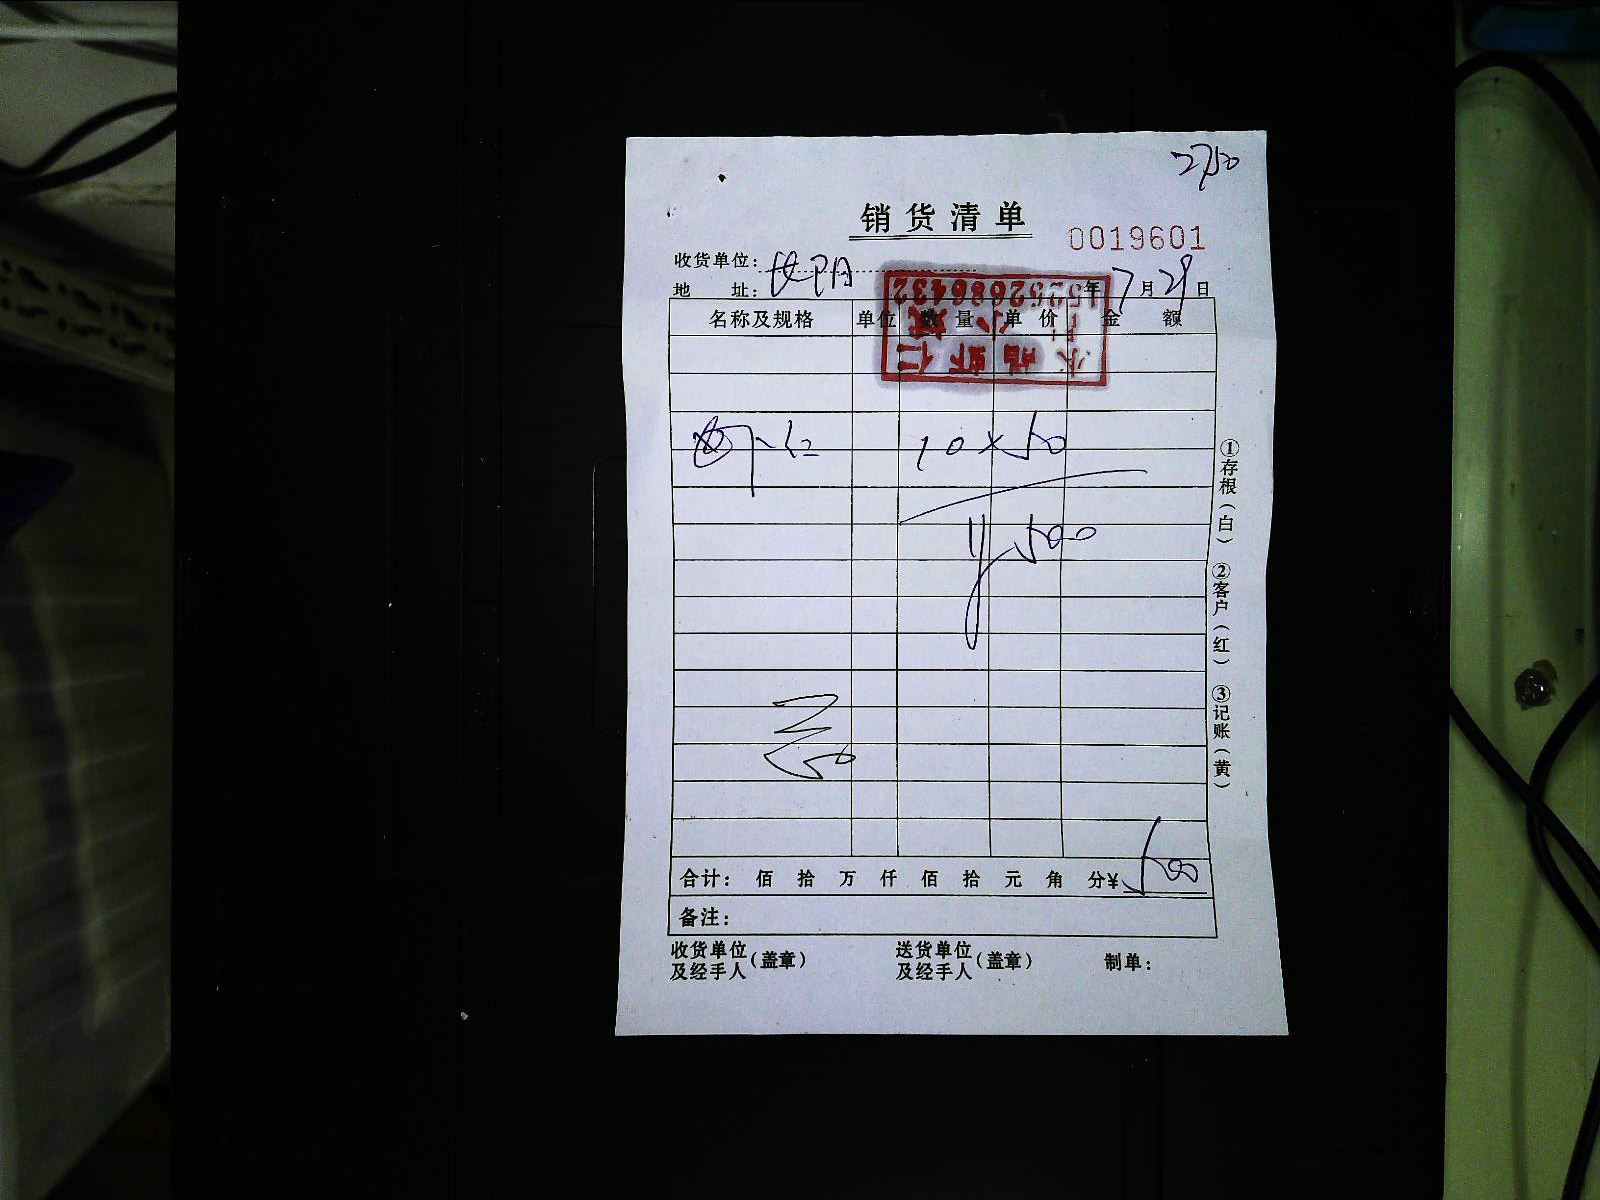 2750
销货清单
0019601
收货单位：
地 址： 年7月29日
名称及规格 单位 数量 单价 金额
10×50
¥500
合计： 佰 拾 万 仟 佰 拾 元 角 分¥500
备注：
收货单位及经手人（盖章） 送货单位及经手人（盖章） 制单：
①存根（白） ②客户（红） ③记账（黄）